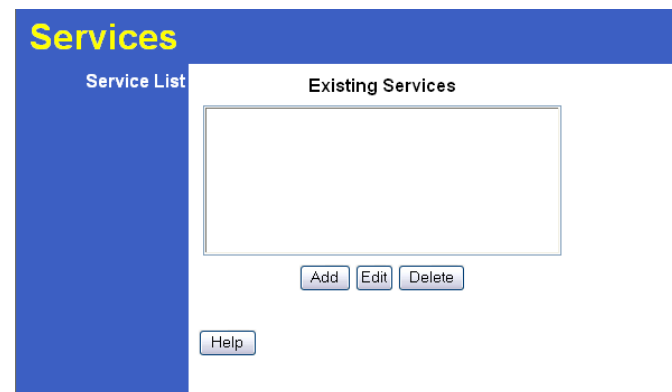 Services
Service List
Existing Services
Add Edit Delete
Help